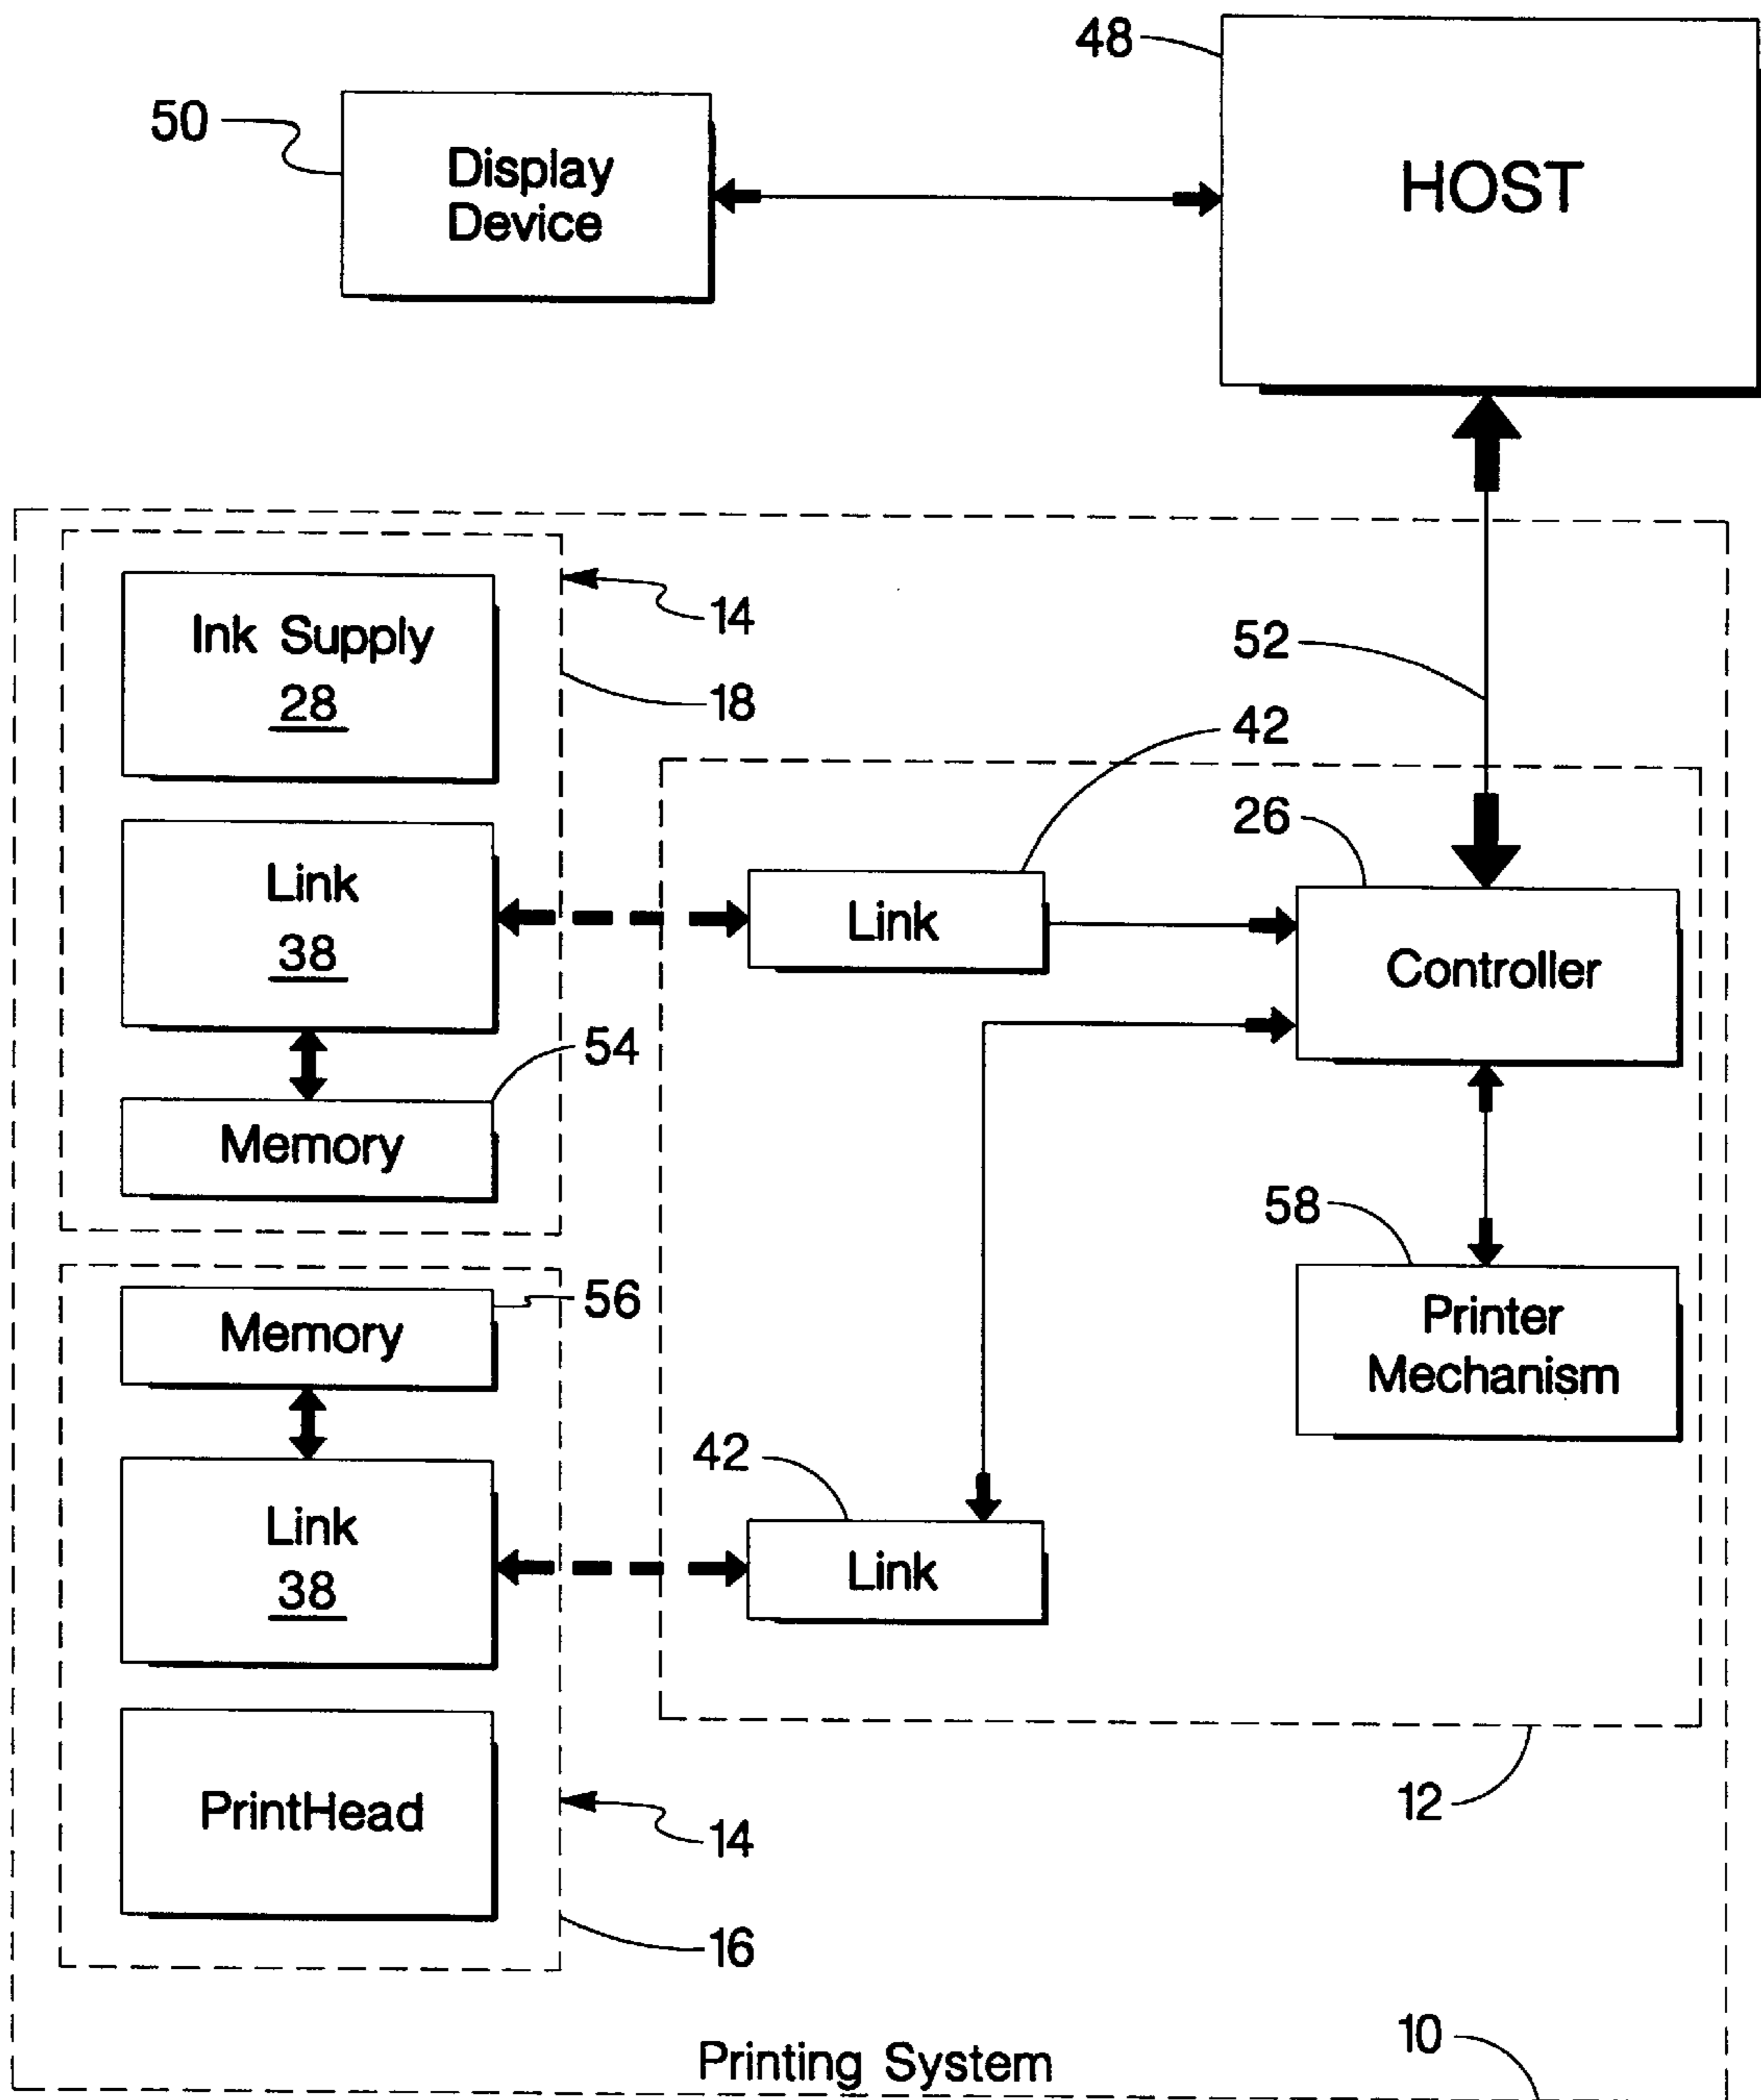 48
HOST
50
Display
Device
14
Ink Supply
28
18
52
42
26
Link
38
Link
Controller
54
Memory
58
56
Memory
Printer
Mechanism
42
Link
38
Link
12
PrintHead
14
16
10
Printing System